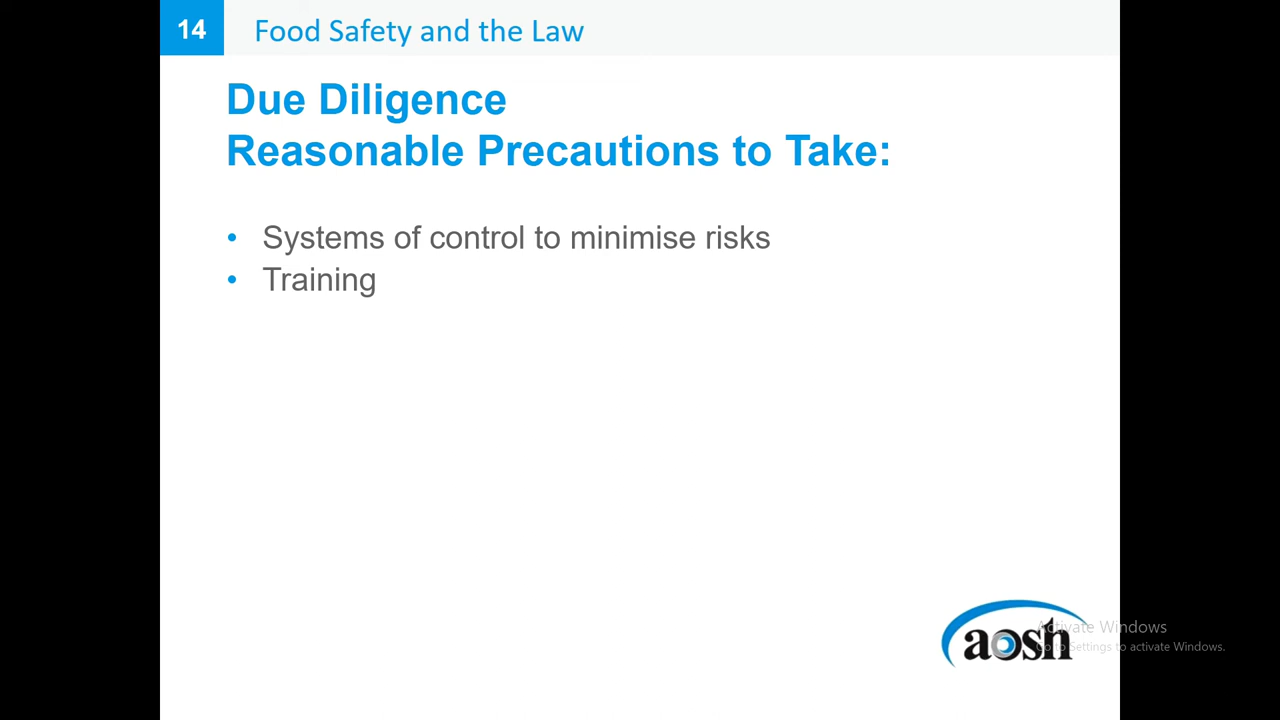 14
Food Safety and the Law
Due Diligence
Reasonable Precautions to Take:
• Systems of control to minimise risks
• Training
aosh
Activate Windows
Go to Settings to activate Windows.